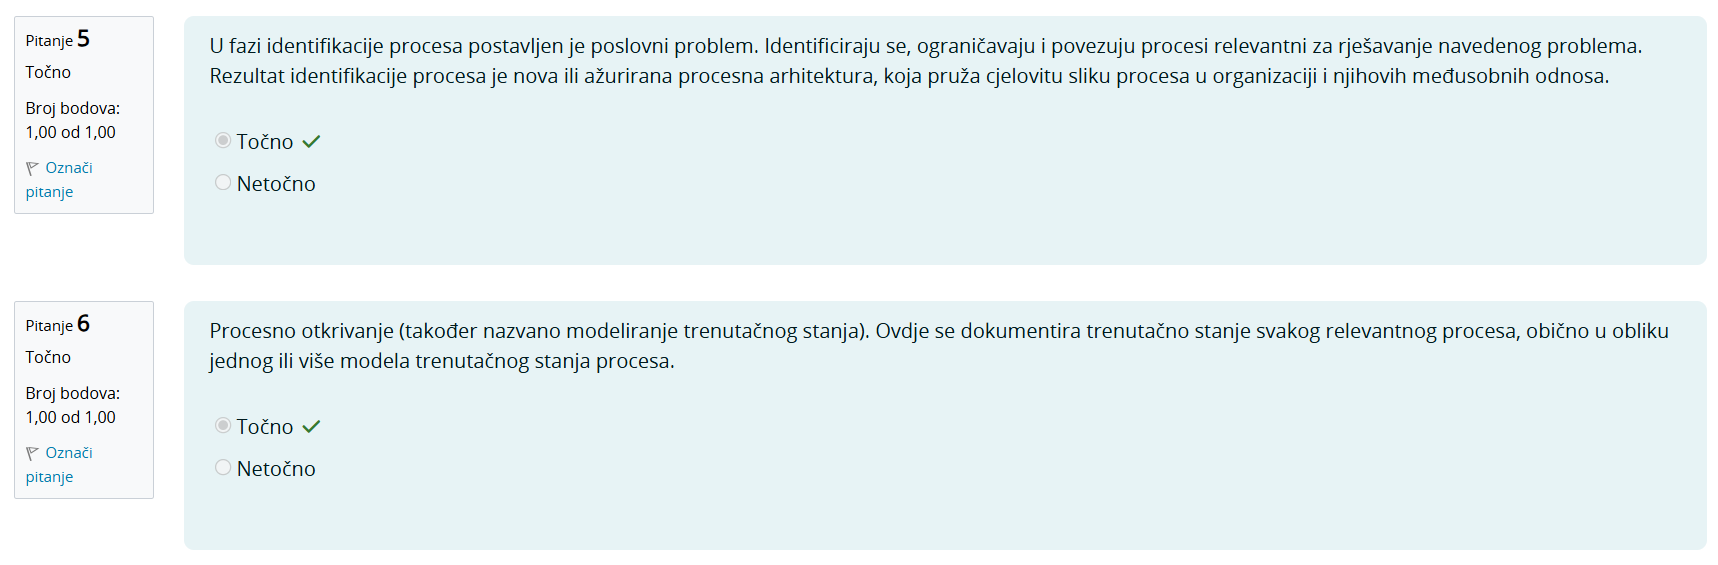 Pitanje 5
Točno
Broj bodova:
1,00 od 1,00
Označi
pitanje
U fazi identifikacije procesa postavljen je poslovni problem. Identificiraju se, ograničavaju i povezuju procesi relevantni za rješavanje navedenog problema.
Rezultat identifikacije procesa je nova ili ažurirana procesna arhitektura, koja pruža cjelovitu sliku procesa u organizaciji i njihovih međusobnih odnosa.
Točno
Netočno
Pitanje 6
Točno
Broj bodova:
1,00 od 1,00
Označi
pitanje
Procesno otkrivanje (također nazvano modeliranje trenutačnog stanja). Ovdje se dokumentira trenutačno stanje svakog relevantnog procesa, obično u obliku
jednog ili više modela trenutačnog stanja procesa.
Točno
Netočno